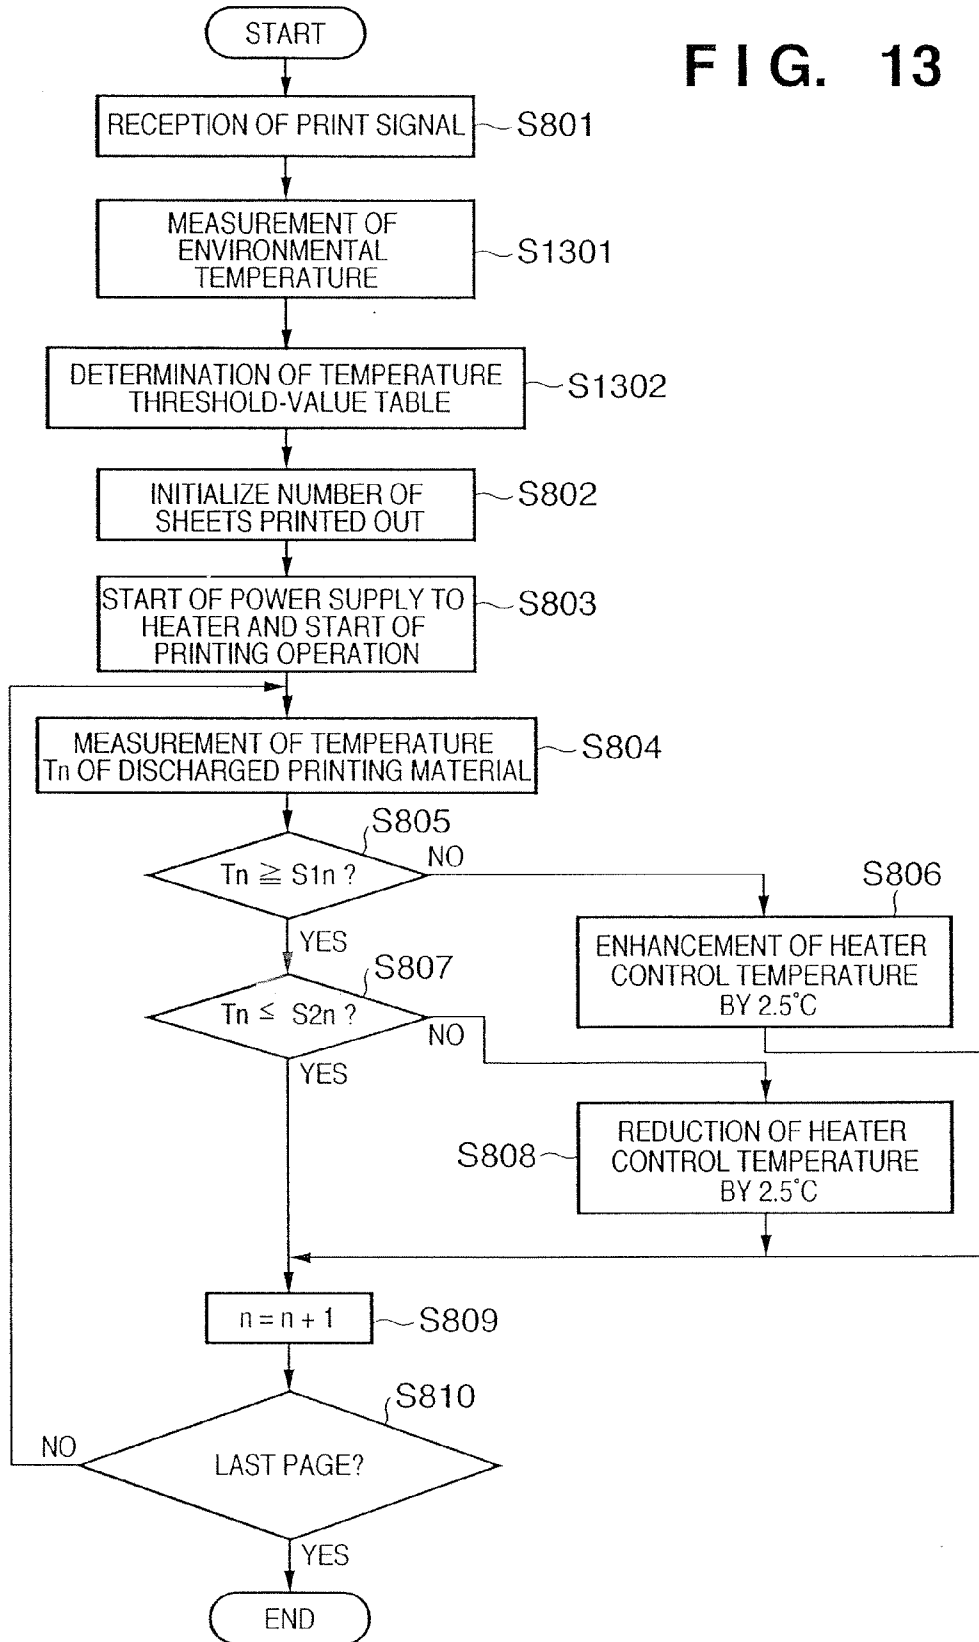 START
FIG. 13
RECEPTION OF PRINT SIGNAL
S801
MEASUREMENT OF
ENVIRONMENTAL
TEMPERATURE
S1301
DETERMINATION OF TEMPERATURE
THRESHOLD-VALUE TABLE
S1302
INITIALIZE NUMBER OF
SHEETS PRINTED OUT
S802
START OF POWER SUPPLY TO
HEATER AND START OF
PRINTING OPERATION
S803
MEASUREMENT OF TEMPERATURE
Tn OF DISCHARGED PRINTING MATERIAL
S804
S805
Tn ≧ S1n ?
NO
YES
S806
ENHANCEMENT OF HEATER
CONTROL TEMPERATURE
BY 2.5°C
S807
Tn ≦ S2n ?
NO
YES
S808
REDUCTION OF HEATER
CONTROL TEMPERATURE
BY 2.5°C
n = n + 1
S809
S810
LAST PAGE?
NO
YES
END